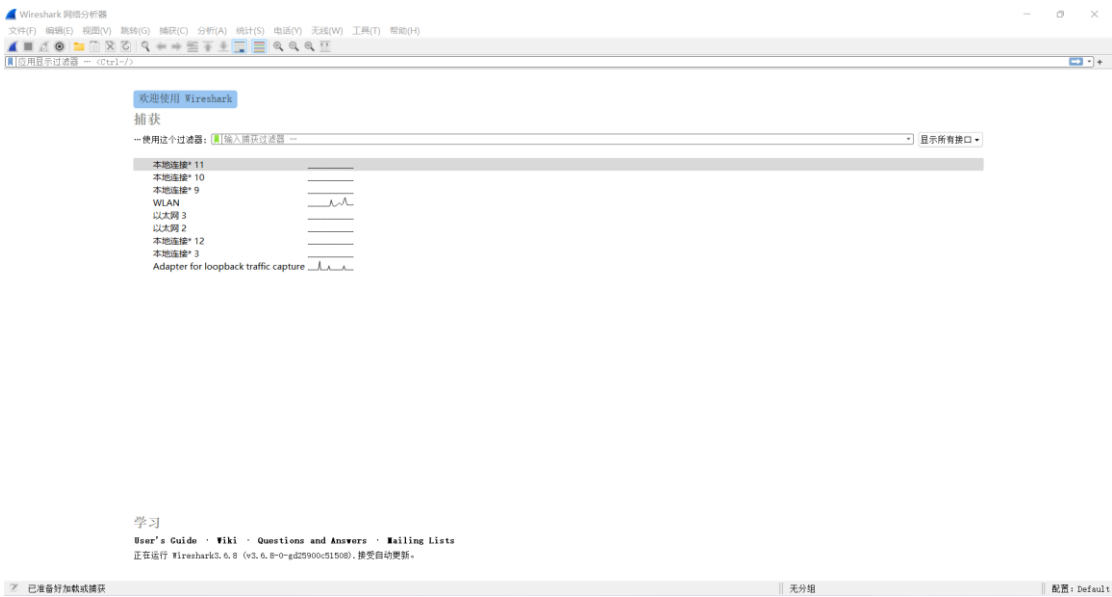 Wireshark 网络分析器
文件(F) 编辑(E) 视图(V) 跳转(G) 捕获(C) 分析(A) 统计(S) 电话(Y) 无线(W) 工具(T) 帮助(H)
应用显示过滤器 … <Ctrl-/>
欢迎使用 Wireshark
捕获
…使用这个过滤器: 输入捕获过滤器 … 显示所有接口
本地连接* 11
本地连接* 10
本地连接* 9
WLAN
以太网 3
以太网 2
本地连接* 12
本地连接* 3
Adapter for loopback traffic capture
学习
User's Guide · Wiki · Questions and Answers · Mailing Lists
正在运行 Wireshark3.6.8 (v3.6.8-0-gd25900c51508).接受自动更新。
已准备好加载或捕获 无分组 配置: Default